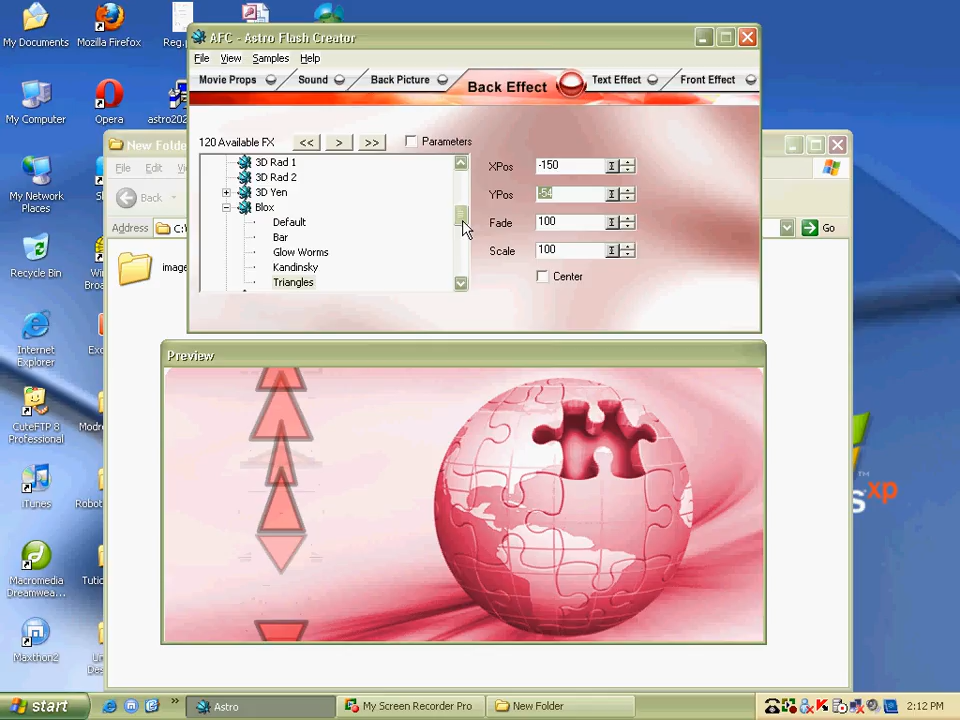 My Documents
Mozilla Firefox
Reg.
AFC - Astro Flash Creator
File View Samples Help
Movie Props
Sound
Back Picture
Back Effect
Text Effect
Front Effect
My Computer
Opera
astro202
120 Available FX
<<
>
>>
Parameters
New Folde
File Edit
Back
Address
C:\
Go
image
3D Rad 1
3D Rad 2
3D Yen
Blox
Default
Bar
Glow Worms
Kandinsky
Triangles
XPos
-150
YPos
-54
Fade
100
Scale
100
Center
My Network
Places
Recycle Bin
Internet
Explorer
Preview
CuteFTP 8
Professional
iTunes
Robo
Macromedia
Dreamwea...
Maxthon2
xp
start
Astro
My Screen Recorder Pro
New Folder
2:12 PM